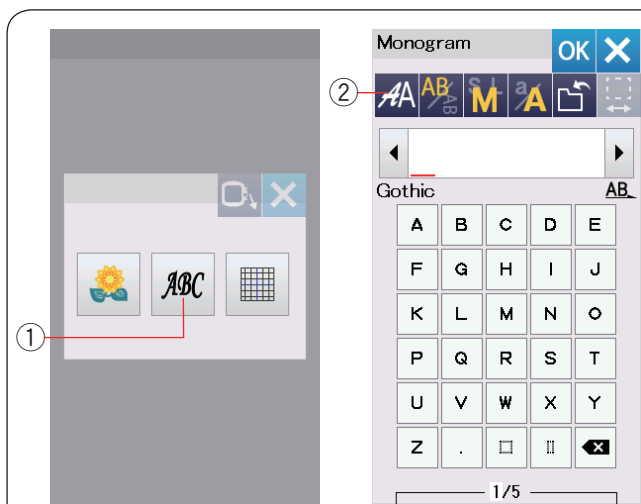 Monogram OK
② AA AB AB S M L a A
ABC
Gothic AB
①
A B C D E
F G H I J
K L M N O
P Q R S T
U V W X Y
Z .
1/5